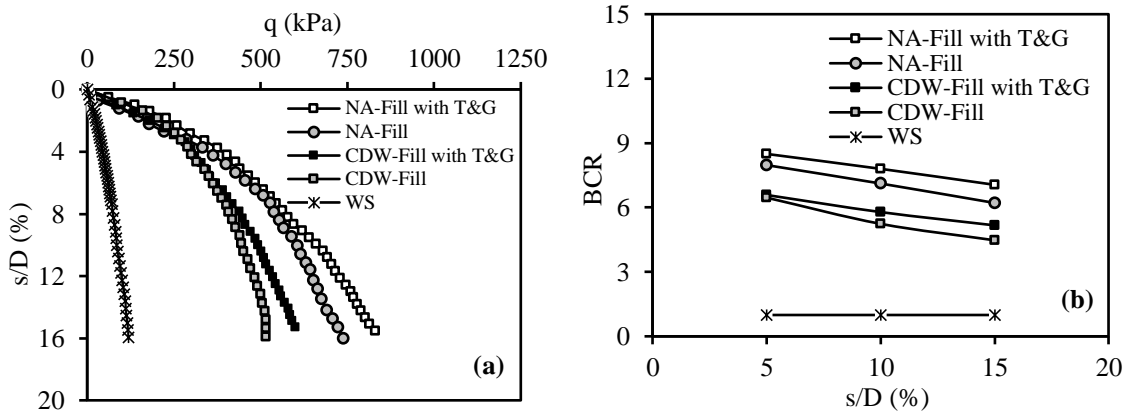 q (kPa)
0 250 500 750 1000 1250
0
4
8
12
16
20
s/D (%)
NA-Fill with T&G
NA-Fill
CDW-Fill with T&G
CDW-Fill
WS
(a)
15
12
9
6
3
0
BCR
NA-Fill with T&G
NA-Fill
CDW-Fill with T&G
CDW-Fill
WS
(b)
0 5 10 15 20
s/D (%)